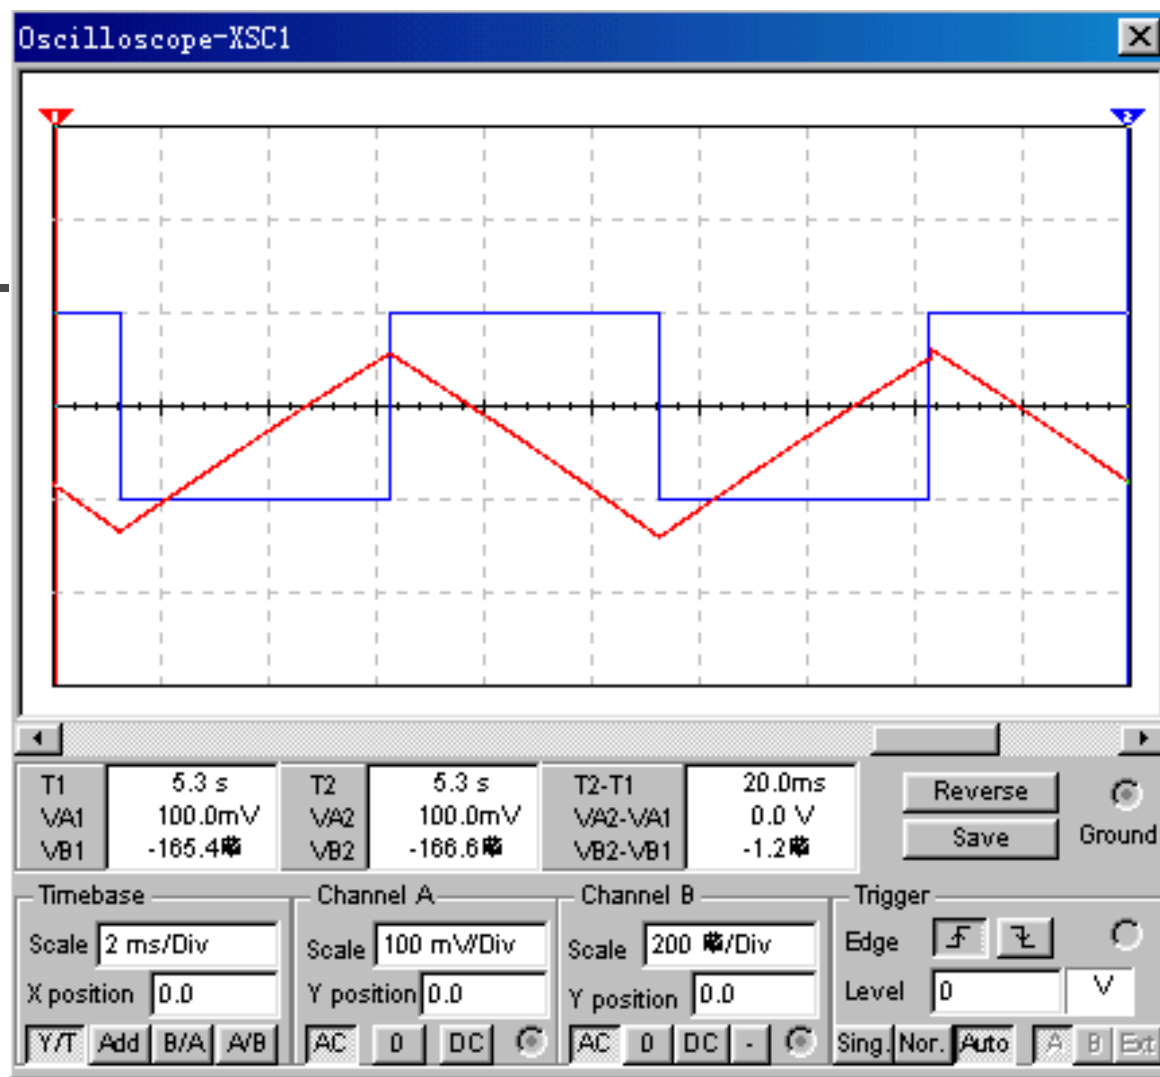 Oscilloscope-XSC1
1 2
T1 5.3 s T2 5.3 s T2-T1 20.0ms Reverse
VA1 100.0mV VA2 100.0mV VA2-VA1 0.0 V Ground
VB1 -165.4 VB2 -166.6 VB2-VB1 -1.2 Save
Timebase Channel A Channel B Trigger
Scale 2 ms/Div Scale 100 mV/Div Scale 200 /Div Edge
X position 0.0 Y position 0.0 Y position 0.0 Level 0 V
Y/T Add B/A A/B AC 0 DC AC 0 DC - Sing. Nor. Auto A B Ext